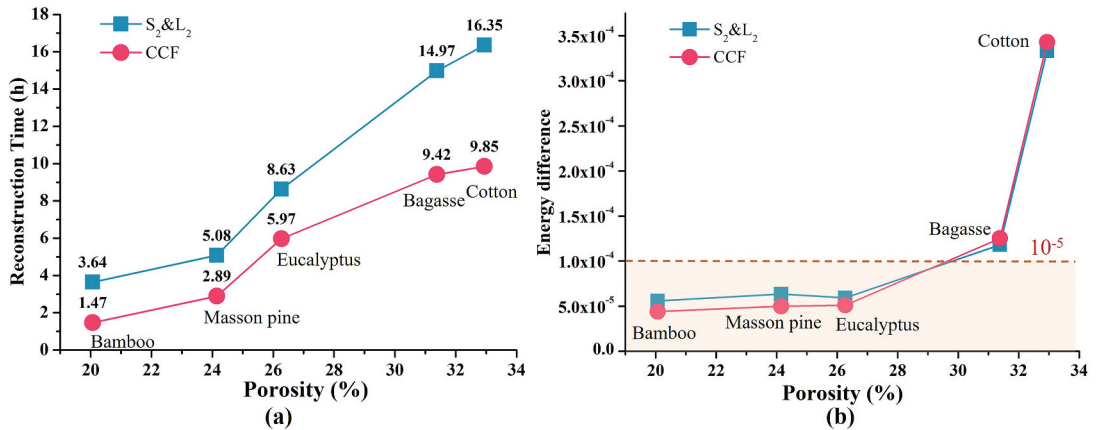 (a)
S₂&L₂
CCF
Reconstruction Time (h)
18
16
14
12
10
8
6
4
2
0
3.64
5.08
8.63
14.97
16.35
1.47
2.89
5.97
9.42
9.85
Bamboo
Masson pine
Eucalyptus
Bagasse
Cotton
20 22 24 26 28 30 32 34
Porosity (%)
(a)
b)
S₂&L₂
CCF
Energy difference
3.5x10⁻⁴
3.0x10⁻⁴
2.5x10⁻⁴
2.0x10⁻⁴
1.5x10⁻⁴
1.0x10⁻⁴
5.0x10⁻⁵
0.0
Cotton
Bagasse
10⁻⁵
Bamboo
Masson pine
Eucalyptus
20 22 24 26 28 30 32 34
Porosity (%)
(b)